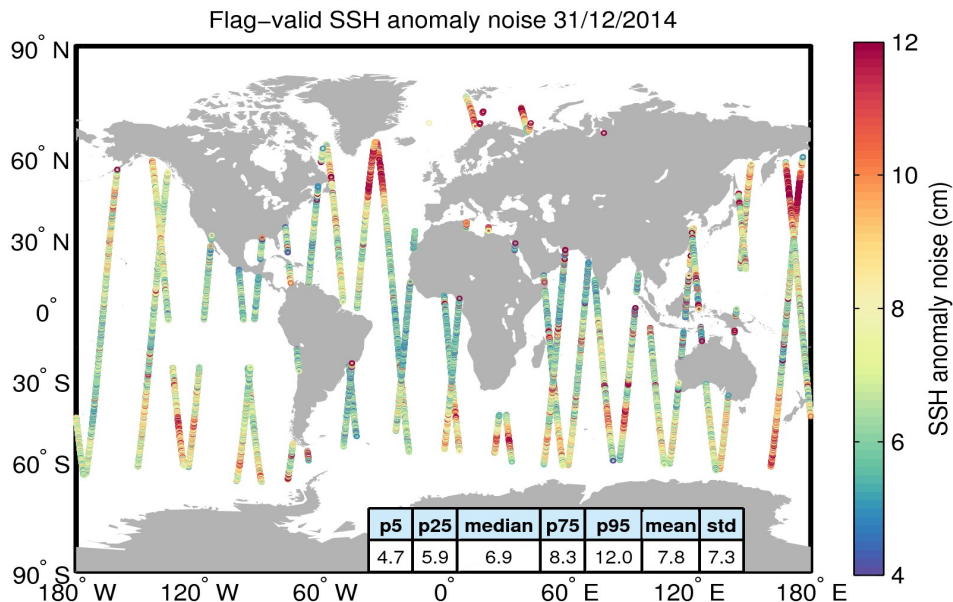 Flag−valid SSH anomaly noise 31/12/2014
90° N
60° N
30° N
0°
30° S
60° S
90° S
180° W 120° W 60° W 0° 60° E 120° E 180° E
p5 p25 median p75 p95 mean std
4.7 5.9 6.9 8.3 12.0 7.8 7.3
12
10
8
6
4
SSH anomaly noise (cm)